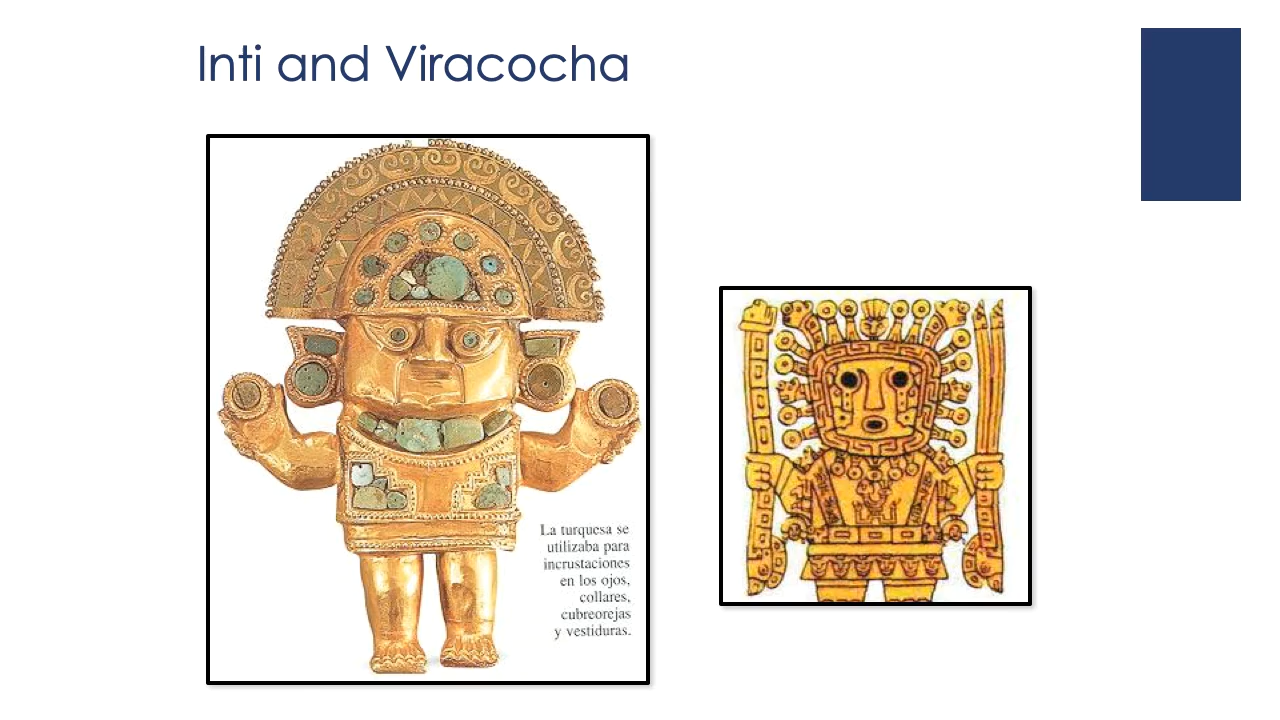 Inti and Viracocha
La turquesa se
utilizaba para
incrustaciones
en los ojos,
collares,
cubreorejas
y vestiduras.